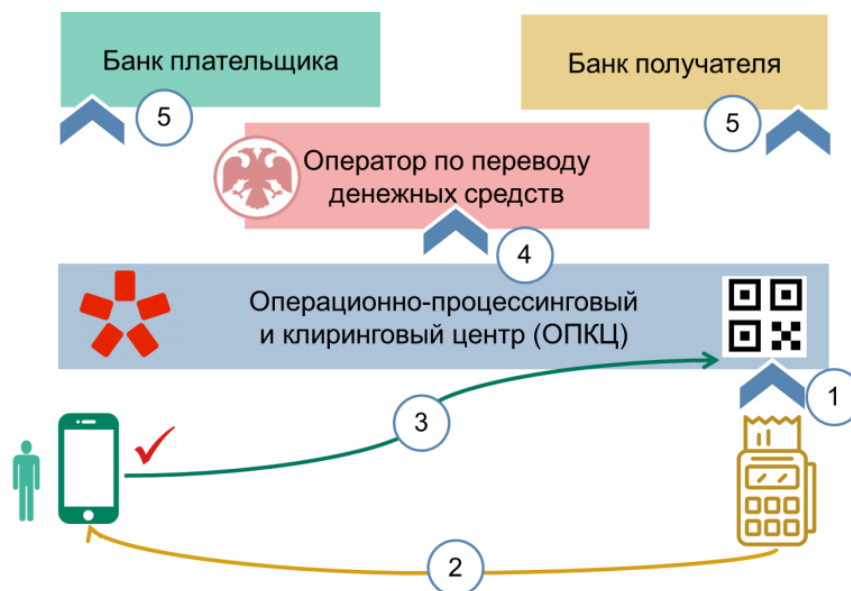 Банк плательщика
Банк получателя
5
5
Оператор по переводу
денежных средств
4
Операционно-процессинговый
и клиринговый центр (ОПКЦ)
1
3
2